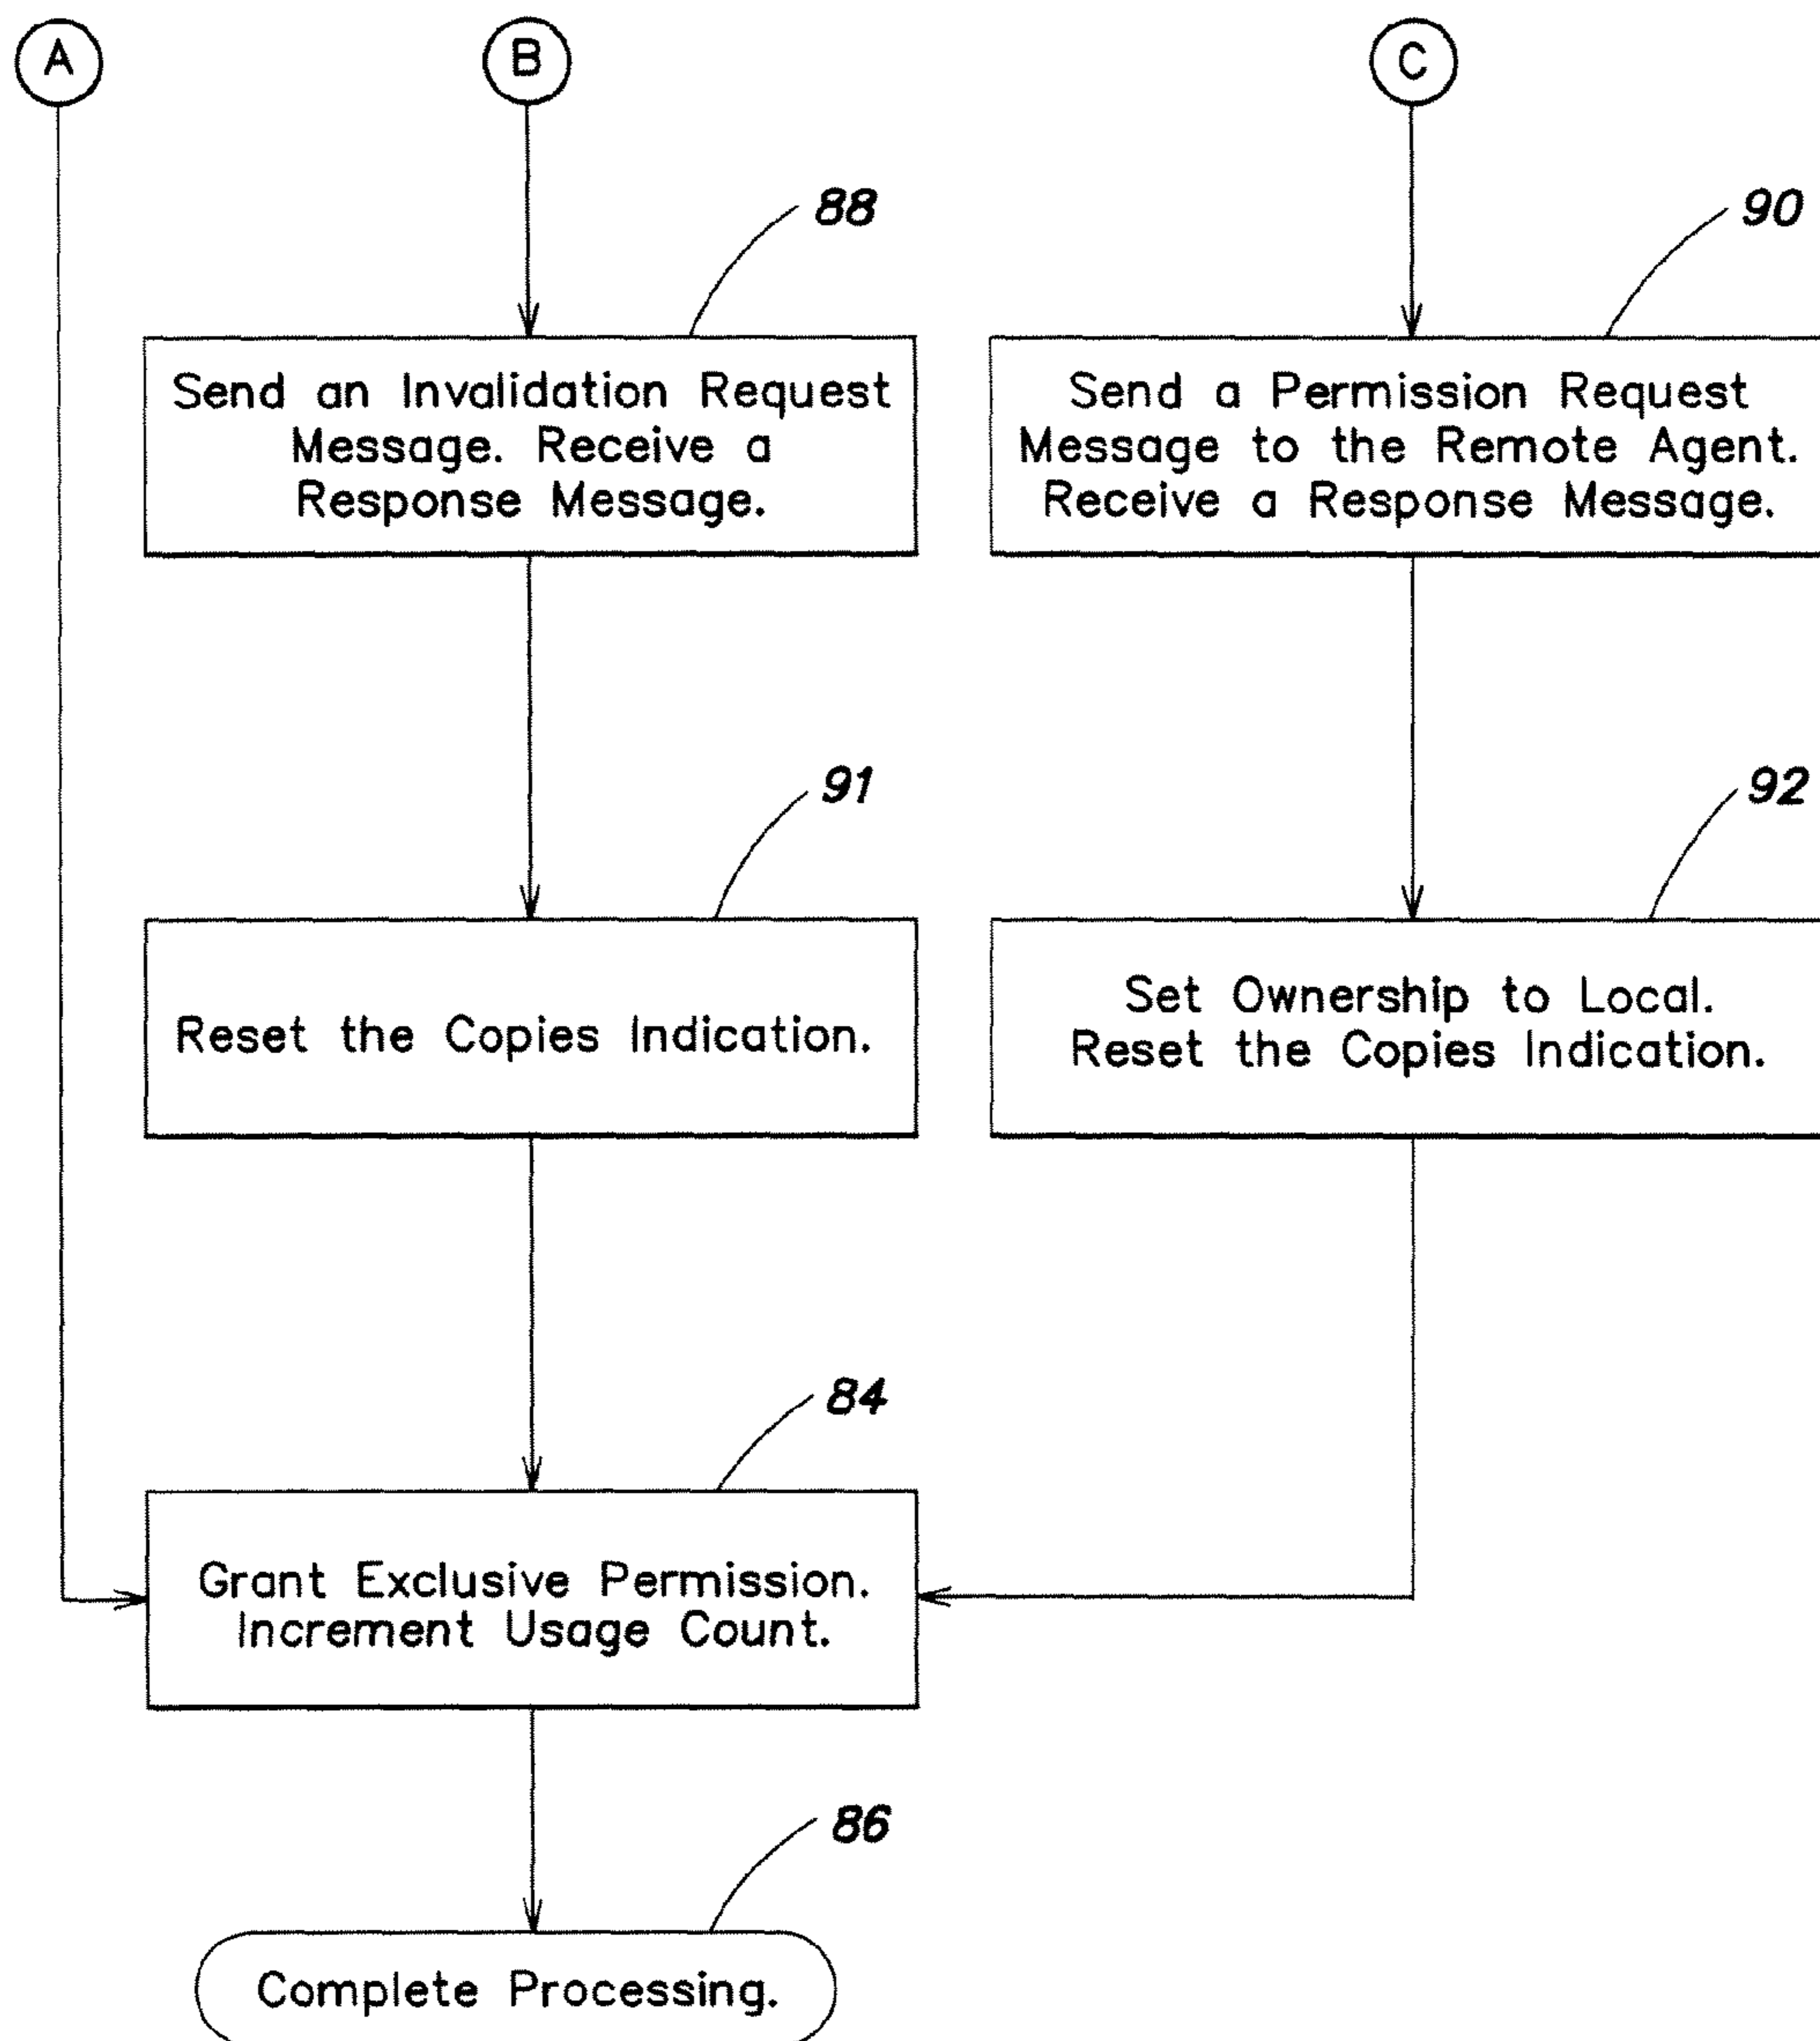 A
B
C
88
90
Send an Invalidation Request
Message. Receive a
Response Message.
Send a Permission Request
Message to the Remote Agent.
Receive a Response Message.
91
92
Reset the Copies Indication.
Set Ownership to Local.
Reset the Copies Indication.
84
Grant Exclusive Permission.
Increment Usage Count.
86
Complete Processing.